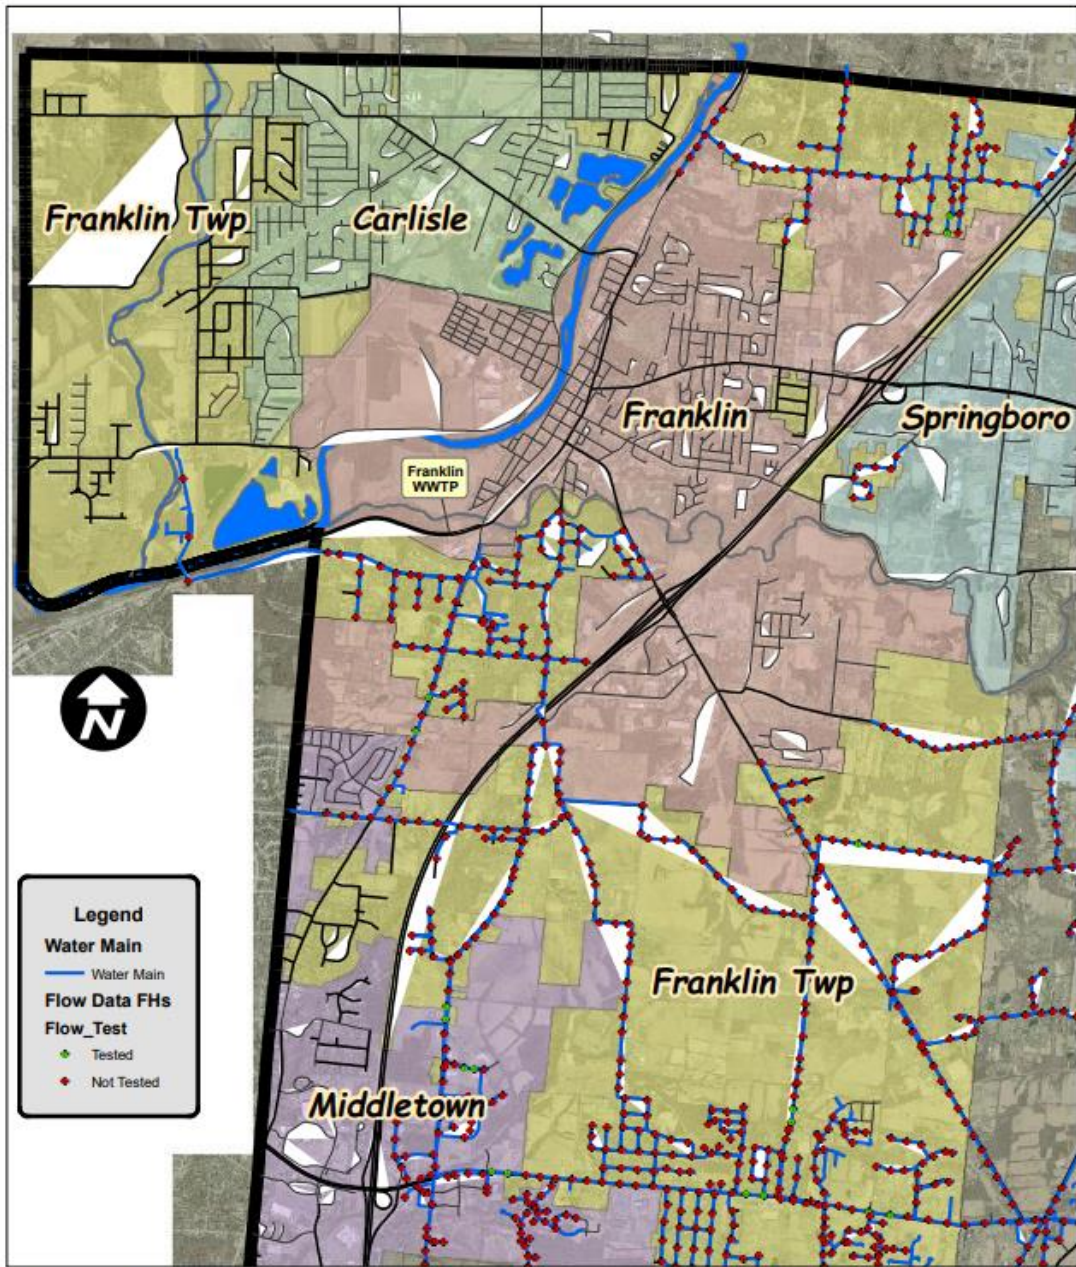 Franklin Twp
Carlisle
Franklin
Springboro
Franklin
WWTP
N
Legend
Water Main
Water Main
Flow Data FHs
Flow_Test
Tested
Not Tested
Franklin Twp
Middletown